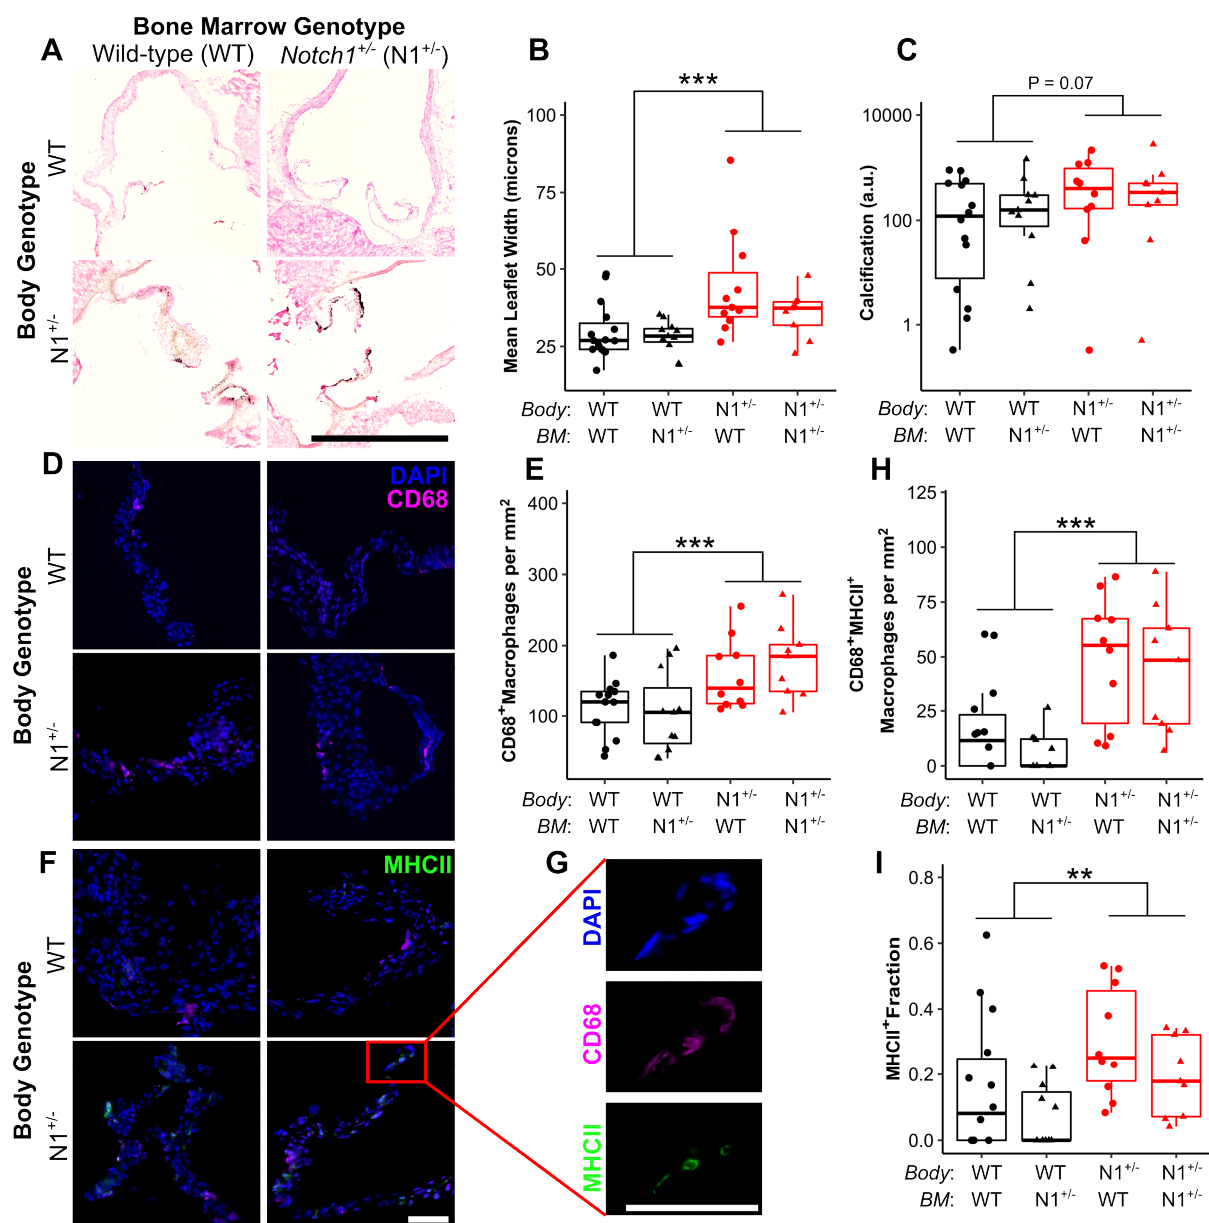 Bone Marrow Genotype
A
Wild-type (WT)
Notch1+/- (N1+/-)
Body Genotype
WT
N1+/-
B
***
Mean Leaflet Width (microns)
100
75
50
25
Body: WT WT N1+/- N1+/-
BM: WT N1+/- WT N1+/-
C
P = 0.07
Calcification (a.u.)
10000
100
1
Body: WT WT N1+/- N1+/-
BM: WT N1+/- WT N1+/-
D
DAPI
CD68
Body Genotype
WT
N1+/-
E
***
CD68+Macrophages per mm2
400
300
200
100
Body: WT WT N1+/- N1+/-
BM: WT N1+/- WT N1+/-
H
***
CD68+MHCII+
Macrophages per mm2
125
100
75
50
25
0
Body: WT WT N1+/- N1+/-
BM: WT N1+/- WT N1+/-
F
MHCII
Body Genotype
WT
N1+/-
G
DAPI
CD68
MHCII
I
**
MHCII+Fraction
0.8
0.6
0.4
0.2
0.0
Body: WT WT N1+/- N1+/-
BM: WT N1+/- WT N1+/-